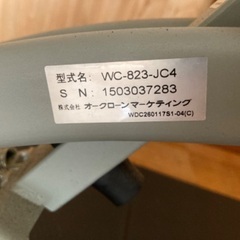 型式名: WC-823-JC4
S N: 1503037283
株式会社 オークローンマーケティング
WDC260117S1-04(C)